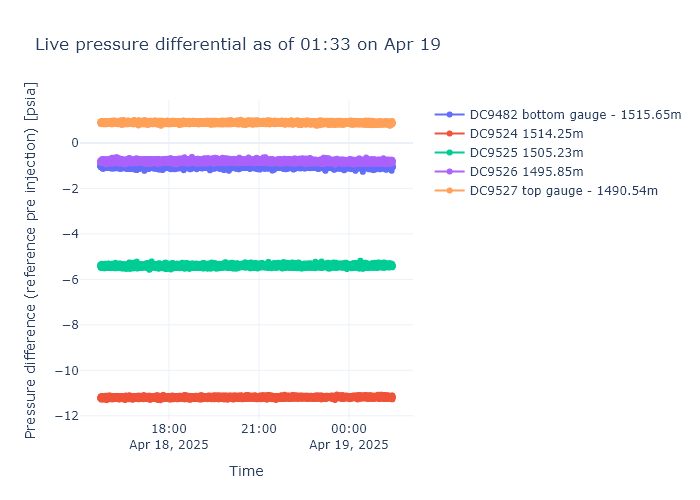 Live pressure differential as of 01:33 on Apr 19
Pressure difference (reference pre injection) [psia]
0
−2
−4
−6
−8
−10
−12
18:00
Apr 18, 2025
21:00
00:00
Apr 19, 2025
Time
DC9482 bottom gauge - 1515.65m
DC9524 1514.25m
DC9525 1505.23m
DC9526 1495.85m
DC9527 top gauge - 1490.54m